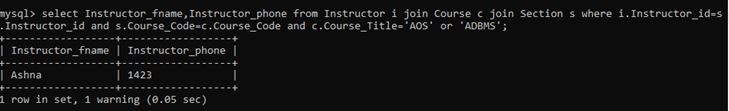 mysql> select Instructor_fname,Instructor_phone from Instructor i join Course c join Section s where i.Instructor_id=s
.Instructor_id and s.Course_Code=c.Course_Code and c.Course_Title='AOS' or 'ADBMS';
+------------------+------------------+
| Instructor_fname | Instructor_phone |
+------------------+------------------+
| Ashna            | 1423             |
+------------------+------------------+
1 row in set, 1 warning (0.05 sec)